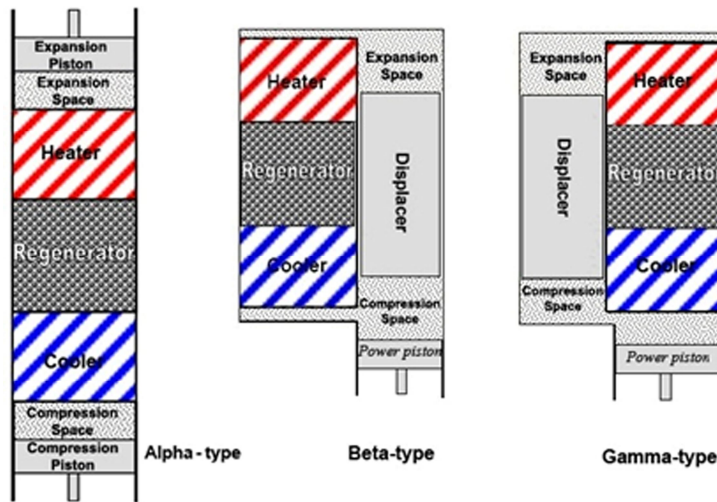 Expansion
Piston
Expansion
Space
Heater
Regenerator
Cooler
Compression
Space
Compression
Piston
Alpha - type
Heater
Regenerator
Cooler
Expansion
Space
Displacer
Compression
Space
Power piston
Beta-type
Expansion
Space
Displacer
Compression
Space
Heater
Regenerator
Cooler
Power piston
Gamma-type